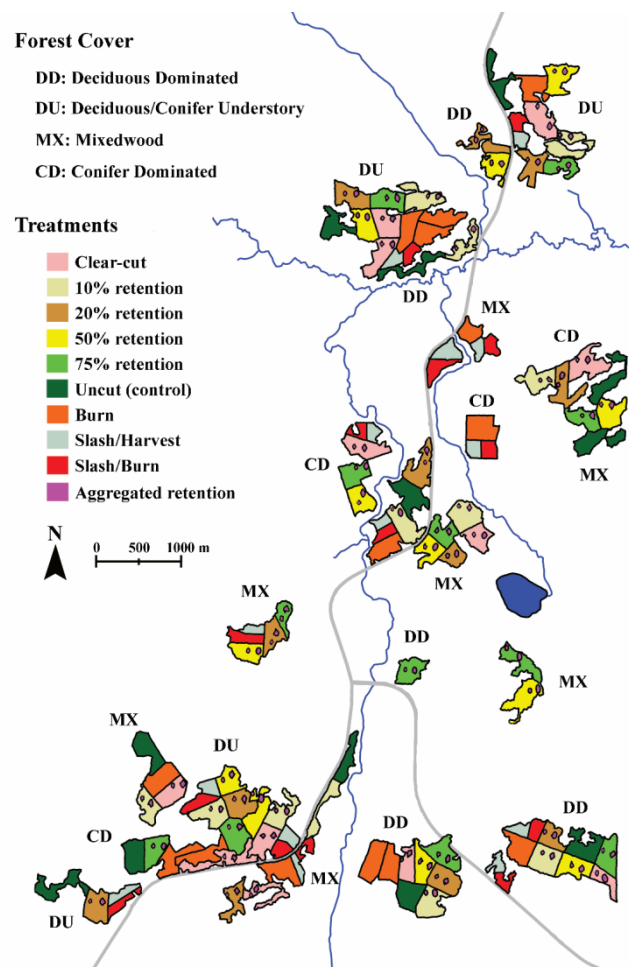 Forest Cover
DD: Deciduous Dominated
DU: Deciduous/Conifer Understory
MX: Mixedwood
CD: Conifer Dominated
Treatments
Clear-cut
10% retention
20% retention
50% retention
75% retention
Uncut (control)
Burn
Slash/Harvest
Slash/Burn
Aggregated retention
N
0 500 1000 m
DU
DD
DU
DD
MX
CD
CD
MX
CD
MX
MX
DD
MX
MX
DU
CD
DD
DD
MX
DU